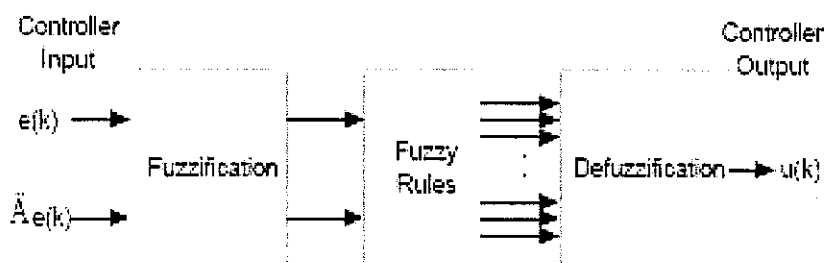 Controller
Input
Controller
Output
e(k)
Fuzzification
Fuzzy
Rules
Defuzzification
u(k)
Äe(k)